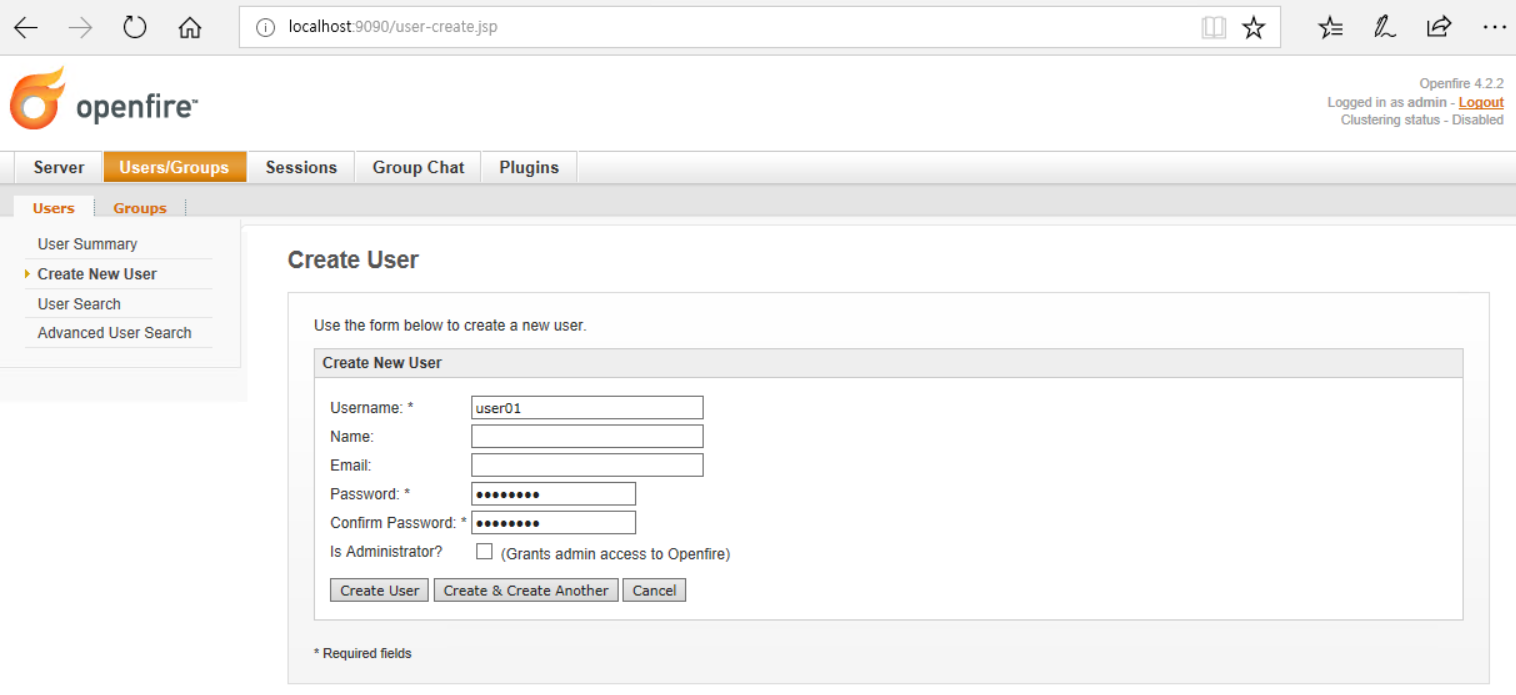 localhost:9090/user-create.jsp
openfire™
Openfire 4.2.2
Logged in as admin - Logout
Clustering status - Disabled
Server Users/Groups Sessions Group Chat Plugins
Users Groups
User Summary
Create New User
User Search
Advanced User Search
Create User
Use the form below to create a new user.
Create New User
Username: * user01
Name:
Email:
Password: * ••••••••
Confirm Password: * ••••••••
Is Administrator? (Grants admin access to Openfire)
Create User Create & Create Another Cancel
* Required fields